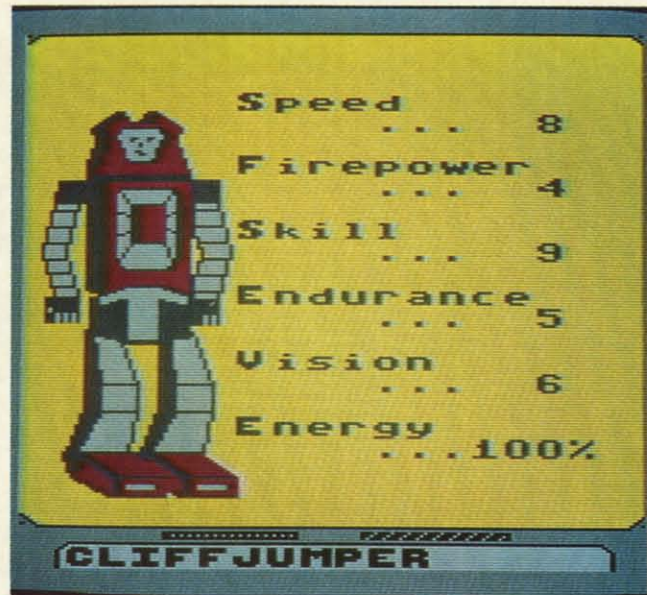 Speed
... 8
Firepower
... 4
Skill
... 9
Endurance
... 5
Vision
... 6
Energy
...100%
CLIFFJUMPER